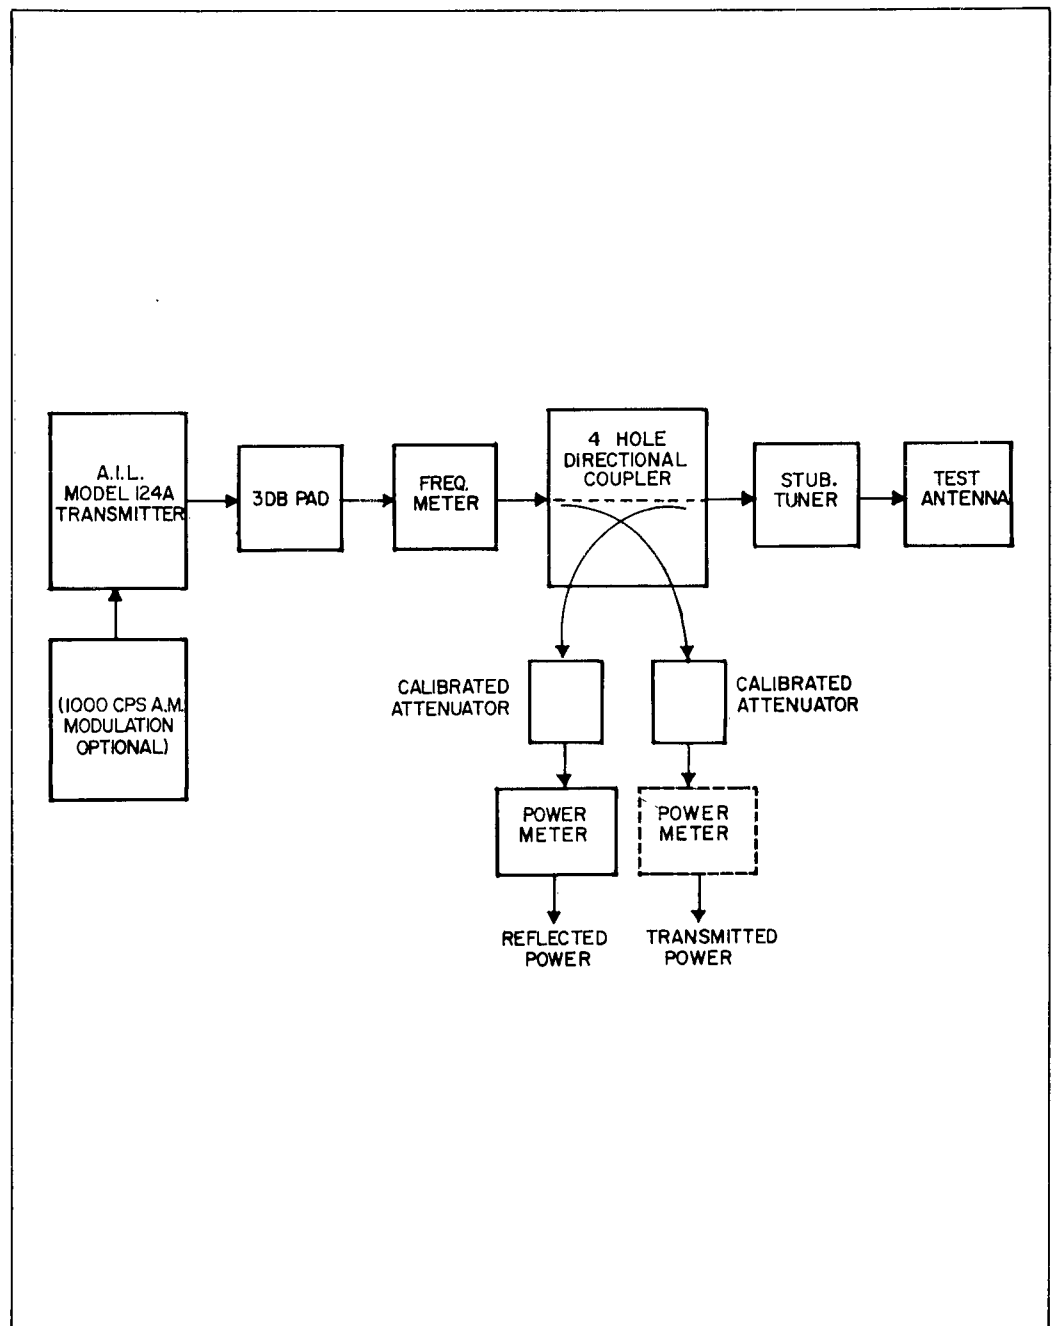 A.I.L.
MODEL 124A
TRANSMITTER
3DB PAD
FREQ.
METER
4 HOLE
DIRECTIONAL
COUPLER
STUB.
TUNER
TEST
ANTENNA
(1000 CPS A.M.
MODULATION
OPTIONAL)
CALIBRATED
ATTENUATOR
CALIBRATED
ATTENUATOR
POWER
METER
POWER
METER
REFLECTED
POWER
TRANSMITTED
POWER